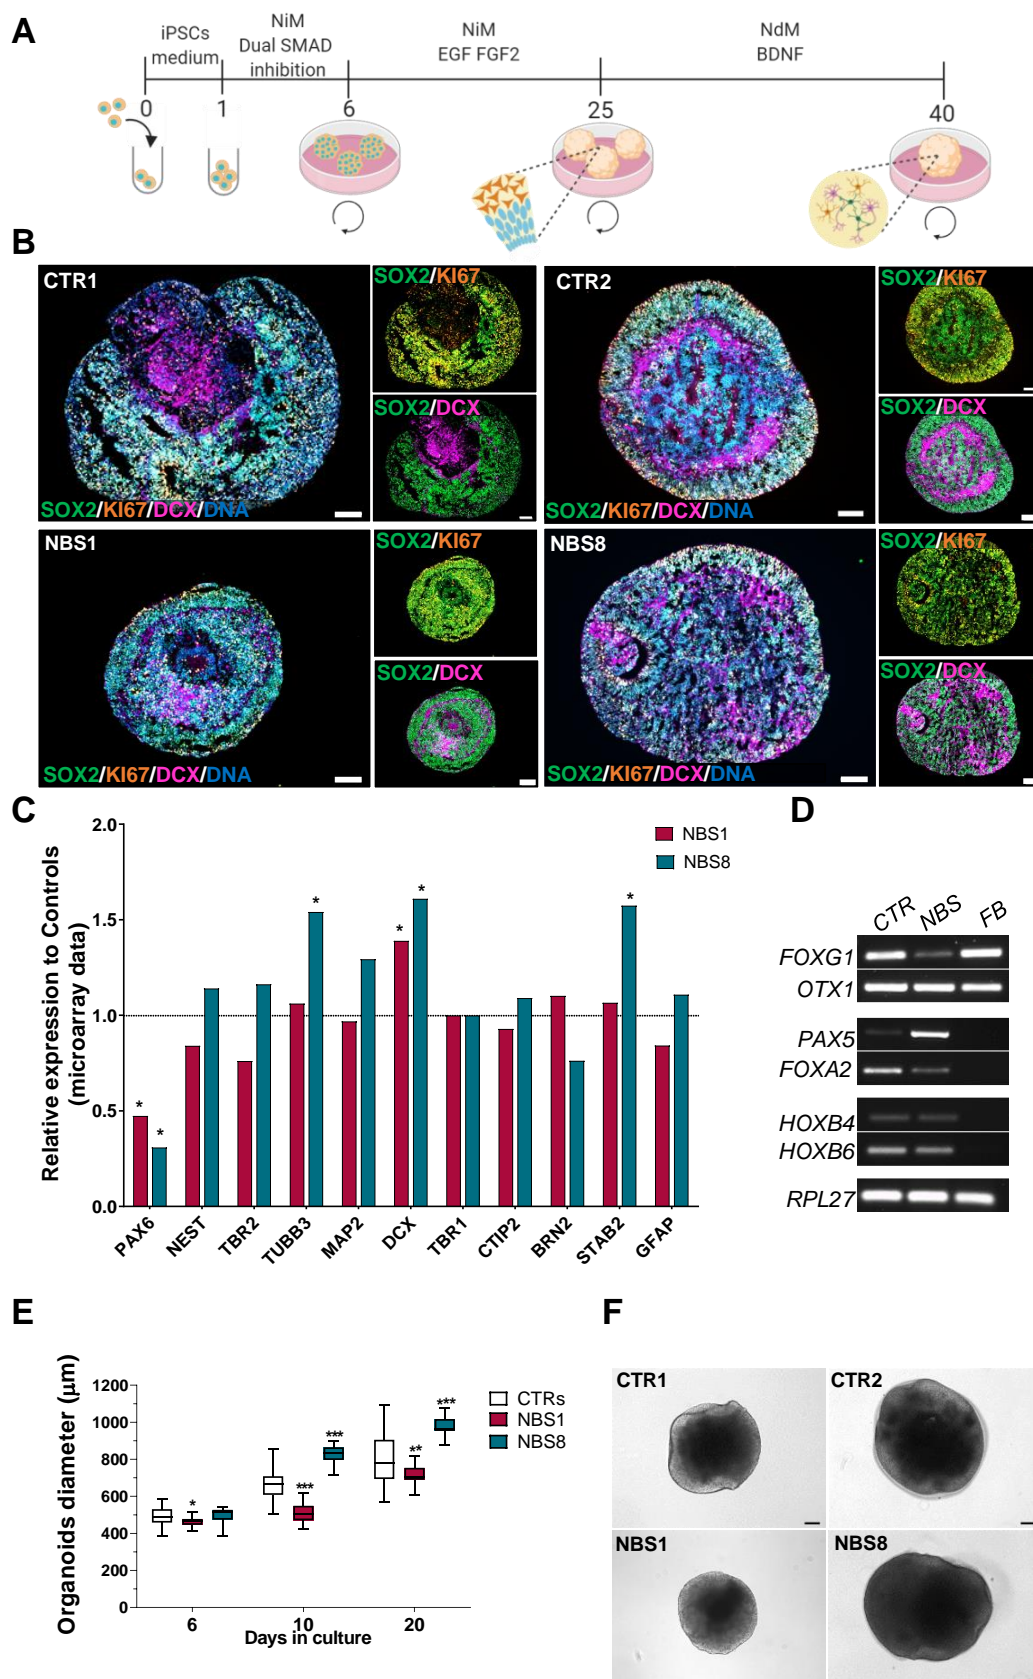 A
iPSCs
medium
NiM
Dual SMAD
inhibition
NiM
EGF FGF2
NdM
BDNF
0
1
6
25
40
B
CTR1
SOX2/KI67/DCX/DNA
SOX2/KI67
SOX2/DCX
CTR2
SOX2/KI67/DCX/DNA
SOX2/KI67
SOX2/DCX
NBS1
SOX2/KI67/DCX/DNA
SOX2/KI67
SOX2/DCX
NBS8
SOX2/KI67/DCX/DNA
SOX2/KI67
SOX2/DCX
C
Relative expression to Controls
(microarray data)
2.0
1.5
1.0
0.5
0.0
NBS1
NBS8
*
*
*
*
*
*
PAX6
NEST
TBR2
TUBB3
MAP2
DCX
TBR1
CTIP2
BRN2
STAB2
GFAP
D
CTR
NBS
FB
FOXG1
OTX1
PAX5
FOXA2
HOXB4
HOXB6
RPL27
E
Organoids diameter (μm)
1200
1000
800
600
400
200
0
*
***
***
**
***
CTRs
NBS1
NBS8
6
10
20
Days in culture
F
CTR1
CTR2
NBS1
NBS8